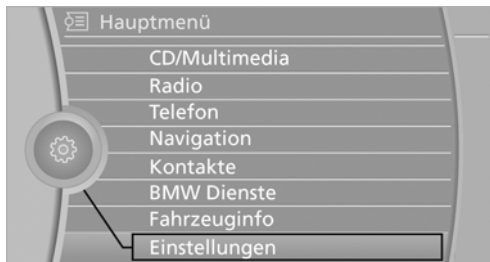 Hauptmenü
CD/Multimedia
Radio
Telefon
Navigation
Kontakte
BMW Dienste
Fahrzeuginfo
Einstellungen